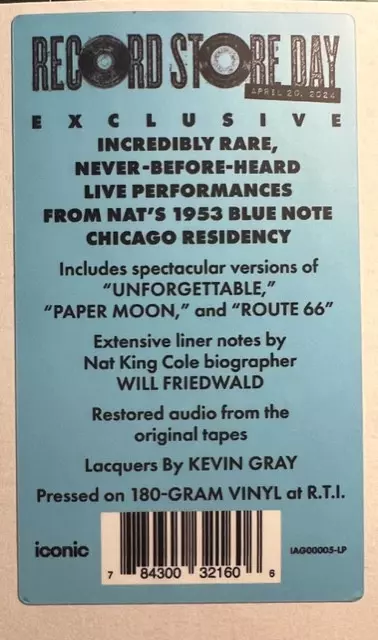 RECORD STORE DAY
APRIL 20, 2024
EXCLUSIVE
INCREDIBLY RARE,
NEVER-BEFORE-HEARD
LIVE PERFORMANCES
FROM NAT'S 1953 BLUE NOTE
CHICAGO RESIDENCY
Includes spectacular versions of
“UNFORGETTABLE,”
“PAPER MOON,” and “ROUTE 66”
Extensive liner notes by
Nat King Cole biographer
WILL FRIEDWALD
Restored audio from the
original tapes
Lacquers By KEVIN GRAY
Pressed on 180-GRAM VINYL at R.T.I.
iconic
IAG00005-LP
7 84300 32160 6